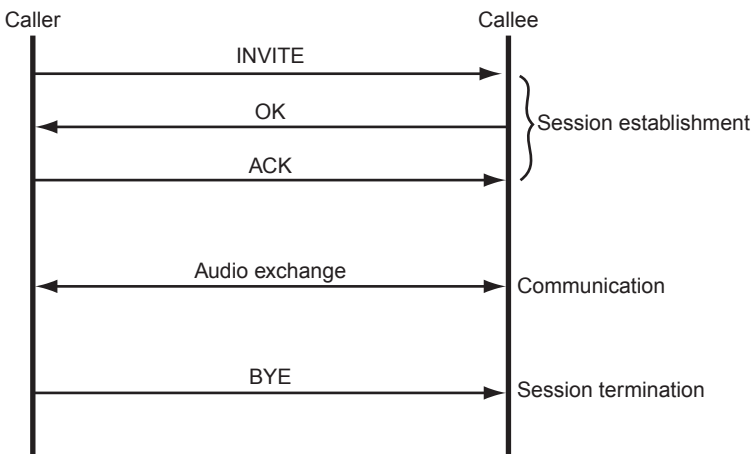 Caller
Callee
INVITE
OK
Session establishment
ACK
Audio exchange
Communication
BYE
Session termination